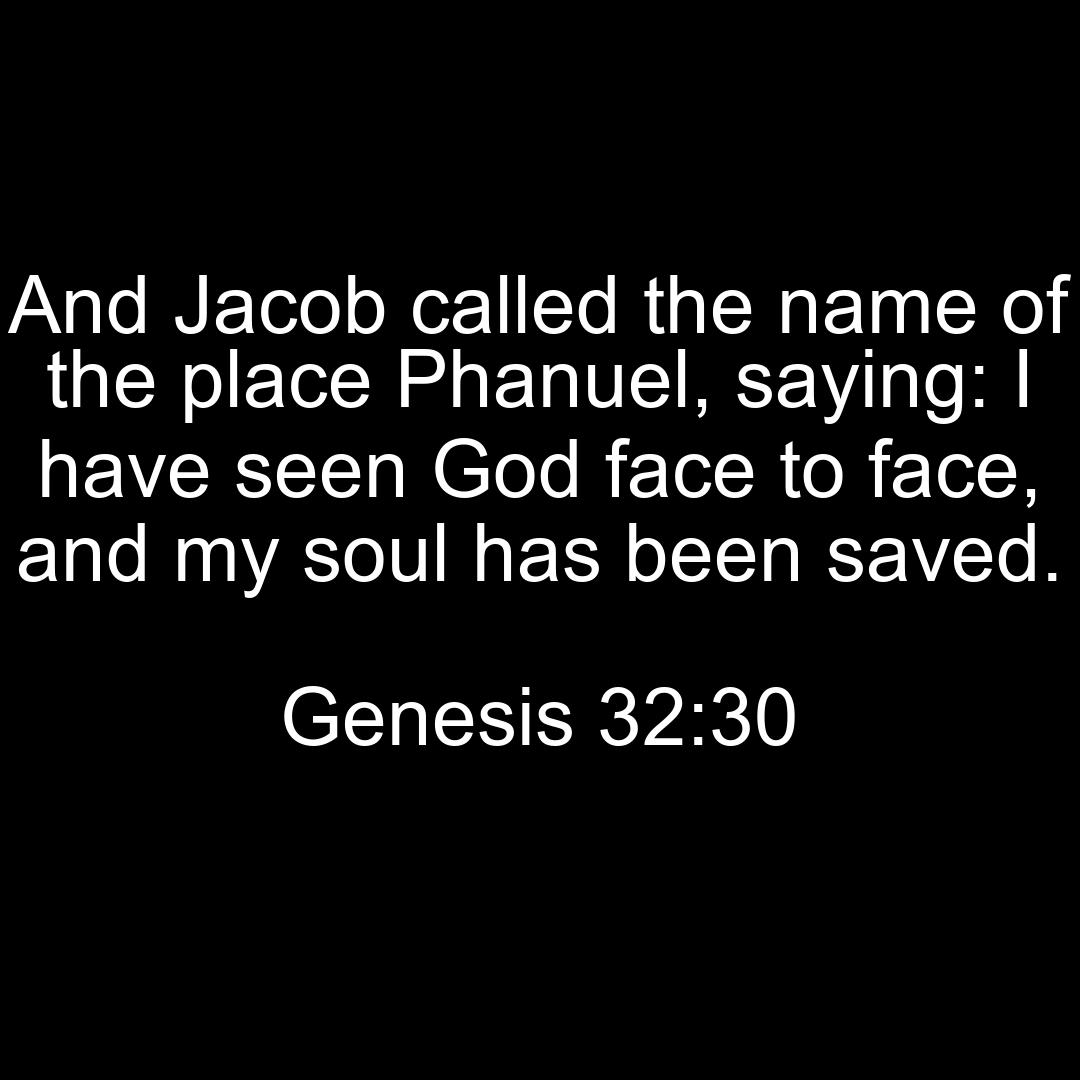 And Jacob called the name of
the place Phanuel, saying: I
have seen God face to face,
and my soul has been saved.
Genesis 32:30